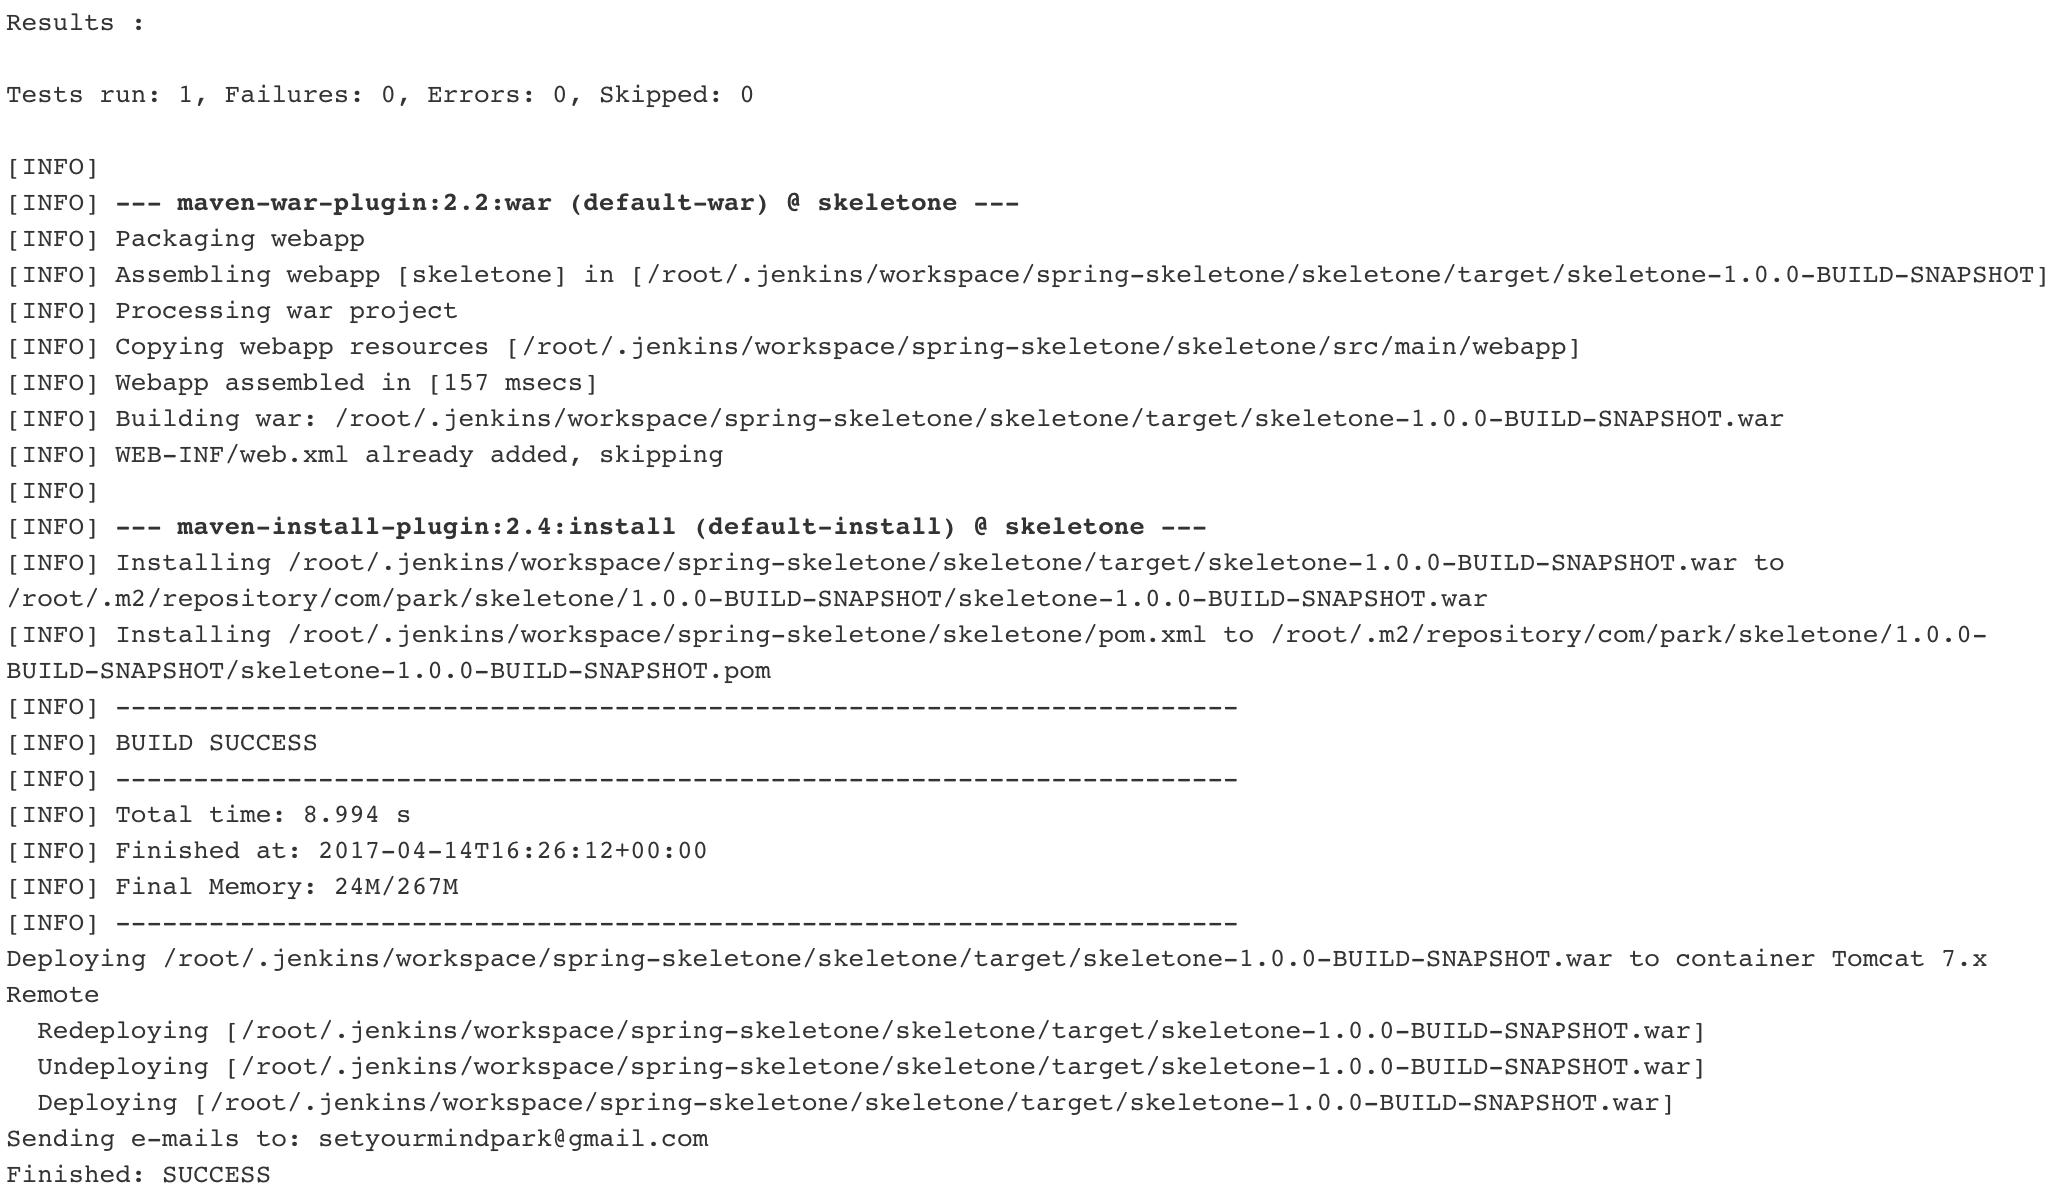 Results :
Tests run: 1, Failures: 0, Errors: 0, Skipped: 0
[INFO]
[INFO] --- maven-war-plugin:2.2:war (default-war) @ skeletone ---
[INFO] Packaging webapp
[INFO] Assembling webapp [skeletone] in [/root/.jenkins/workspace/spring-skeletone/skeletone/target/skeletone-1.0.0-BUILD-SNAPSHOT]
[INFO] Processing war project
[INFO] Copying webapp resources [/root/.jenkins/workspace/spring-skeletone/skeletone/src/main/webapp]
[INFO] Webapp assembled in [157 msecs]
[INFO] Building war: /root/.jenkins/workspace/spring-skeletone/skeletone/target/skeletone-1.0.0-BUILD-SNAPSHOT.war
[INFO] WEB-INF/web.xml already added, skipping
[INFO]
[INFO] --- maven-install-plugin:2.4:install (default-install) @ skeletone ---
[INFO] Installing /root/.jenkins/workspace/spring-skeletone/skeletone/target/skeletone-1.0.0-BUILD-SNAPSHOT.war to
/root/.m2/repository/com/park/skeletone/1.0.0-BUILD-SNAPSHOT/skeletone-1.0.0-BUILD-SNAPSHOT.war
[INFO] Installing /root/.jenkins/workspace/spring-skeletone/skeletone/pom.xml to /root/.m2/repository/com/park/skeletone/1.0.0-
BUILD-SNAPSHOT/skeletone-1.0.0-BUILD-SNAPSHOT.pom
[INFO] ------------------------------------------------------------------------
[INFO] BUILD SUCCESS
[INFO] ------------------------------------------------------------------------
[INFO] Total time: 8.994 s
[INFO] Finished at: 2017-04-14T16:26:12+00:00
[INFO] Final Memory: 24M/267M
[INFO] ------------------------------------------------------------------------
Deploying /root/.jenkins/workspace/spring-skeletone/skeletone/target/skeletone-1.0.0-BUILD-SNAPSHOT.war to container Tomcat 7.x
Remote
  Redeploying [/root/.jenkins/workspace/spring-skeletone/skeletone/target/skeletone-1.0.0-BUILD-SNAPSHOT.war]
  Undeploying [/root/.jenkins/workspace/spring-skeletone/skeletone/target/skeletone-1.0.0-BUILD-SNAPSHOT.war]
  Deploying [/root/.jenkins/workspace/spring-skeletone/skeletone/target/skeletone-1.0.0-BUILD-SNAPSHOT.war]
Sending e-mails to: setyourmindpark@gmail.com
Finished: SUCCESS